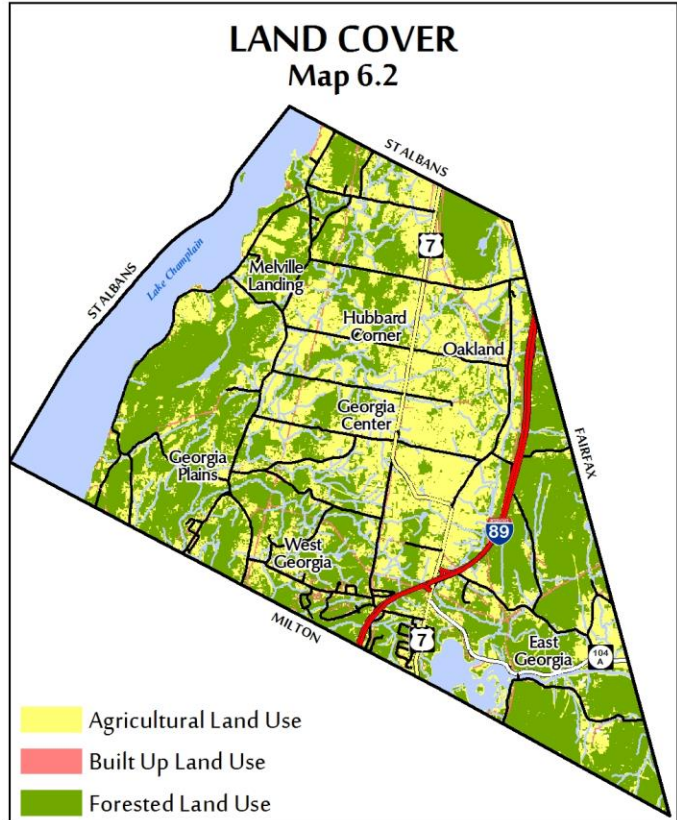 LAND COVER
Map 6.2
ST ALBANS
7
ST ALBANS
Lake Champlain
Melville
Landing
Hubbard
Corner
Oakland
Georgia
Center
FAIRFAX
Georgia
Plains
89
West
Georgia
MILTON
7
East
Georgia
104
A
Agricultural Land Use
Built Up Land Use
Forested Land Use